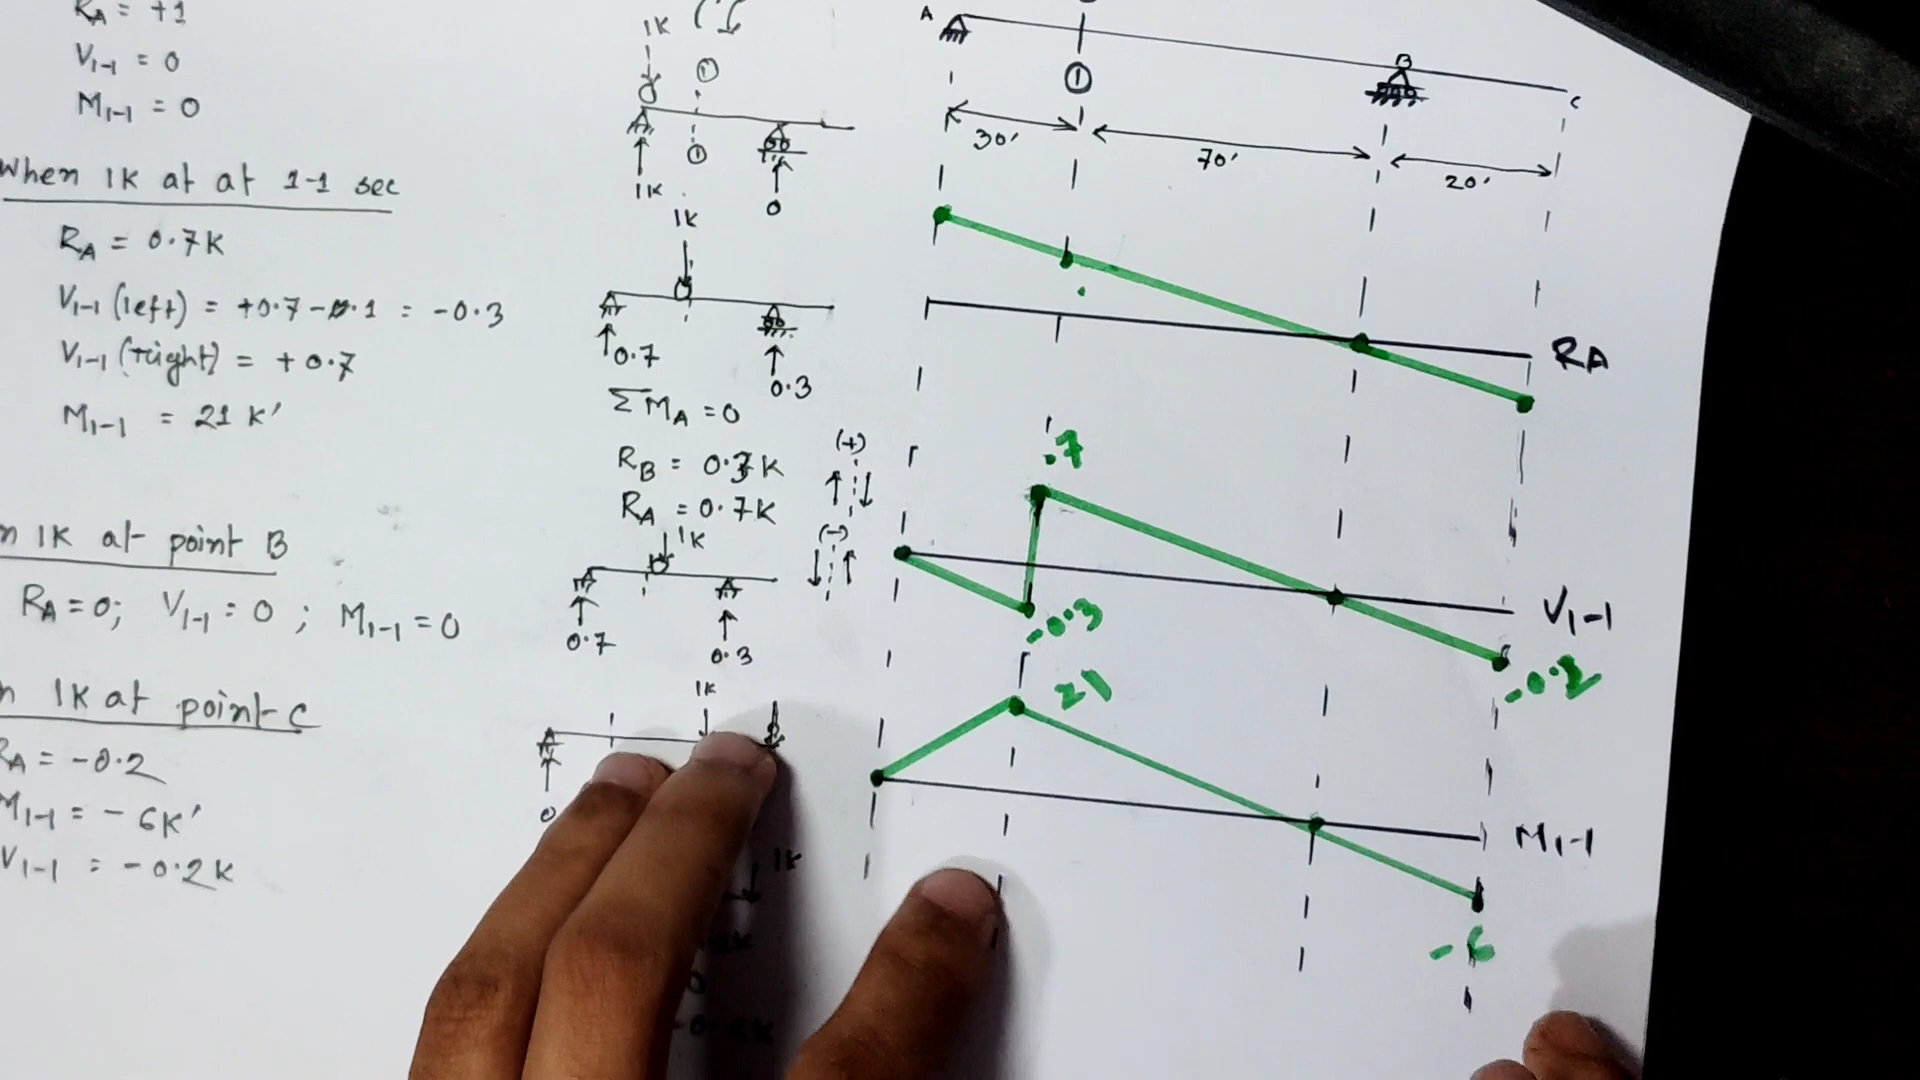 RA = +1
V1-1 = 0
M1-1 = 0
When 1K at at 1-1 sec
RA = 0.7K
V1-1 (left) = +0.7-0.1 = -0.3
V1-1 (right) = +0.7
M1-1 = 21 K'
n 1K at point B
RA=0; V1-1 = 0 ; M1-1 = 0
n 1K at point-C
RA = -0.2
M1-1 = - 6K'
V1-1 = - 0.2K
1K
1
1
1K
0
1K
0.7
0.3
ΣMA = 0
RB = 0.3K
RA = 0.7K
(+)
(-)
1K
0.7
0.3
1K
0
1K
A
1
B
C
30'
70'
20'
RA
.7
-0.3
V1-1
-0.2
21
M1-1
-6